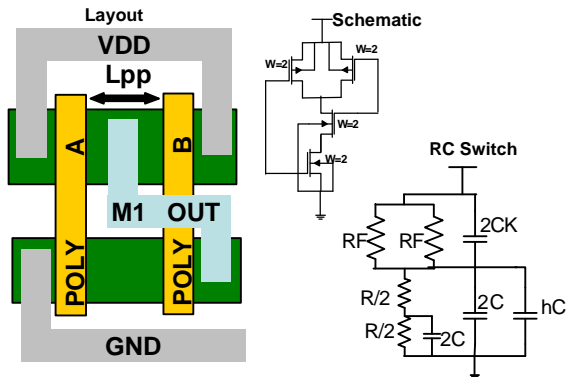 Layout
VDD
Lpp
A
B
M1 OUT
POLY
POLY
GND
Schematic
W=2
W=2
W=2
W=2
RC Switch
RF
RF
2CK
R/2
R/2
2C
2C
hC